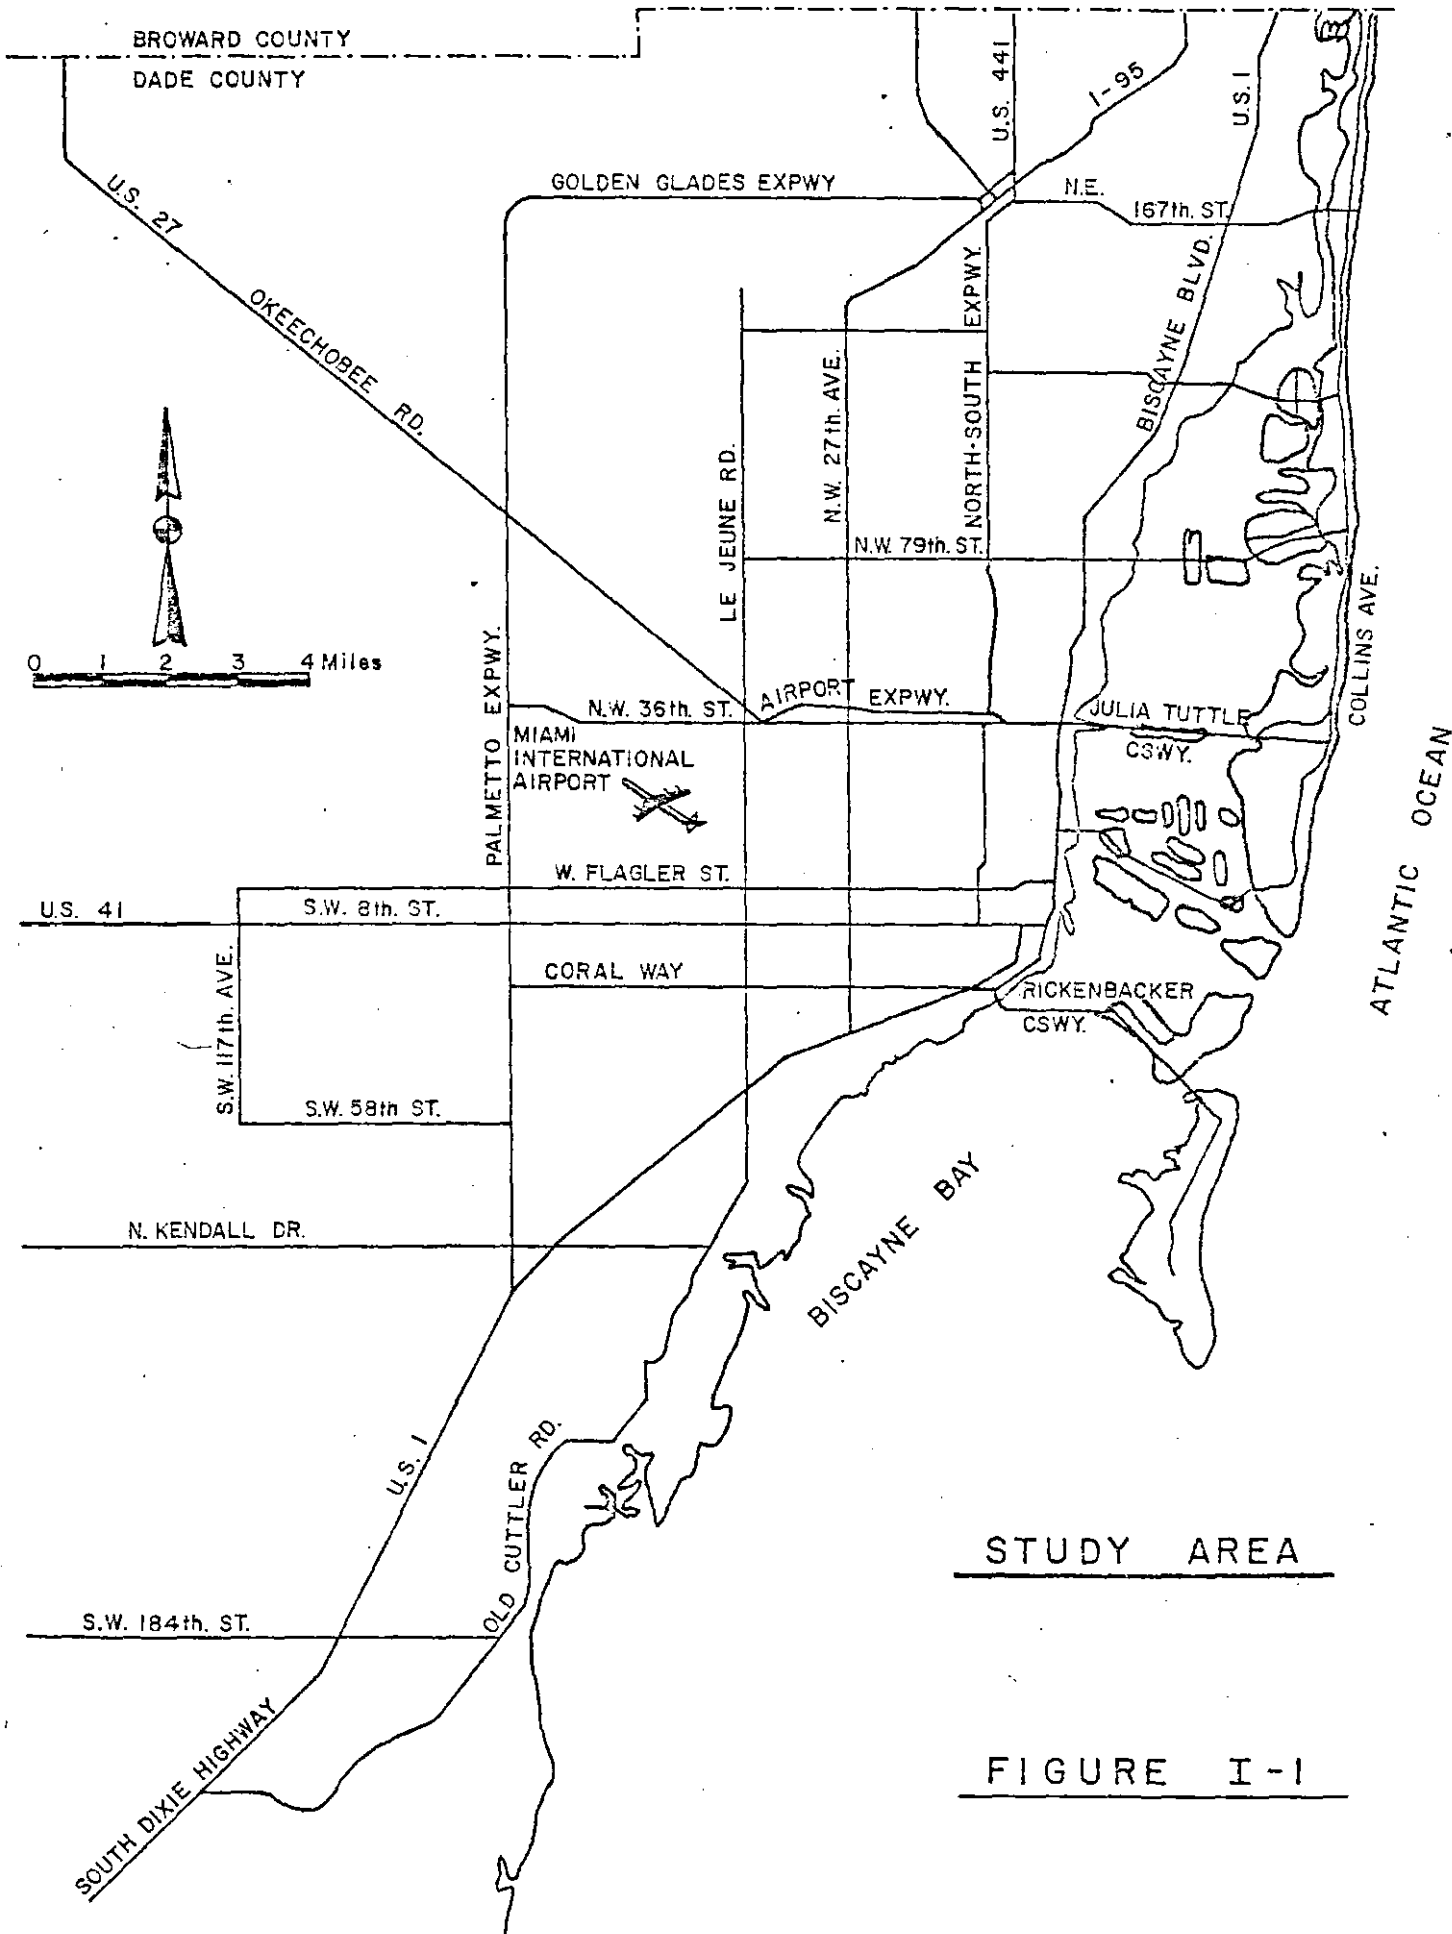 BROWARD COUNTY
DADE COUNTY
U.S. 441
I-95
U.S. 1
U.S. 27
GOLDEN GLADES EXPWY
N.E.
167th. ST.
OKEECHOBEE RD.
BISCAYNE BLVD.
NORTH-SOUTH EXPWY.
N.W. 27th. AVE.
LE JEUNE RD.
N.W. 79th. ST.
COLLINS AVE.
0 1 2 3 4 Miles
PALMETTO EXPWY.
N.W. 36th. ST.
AIRPORT EXPWY.
JULIA TUTTLE
CSWY.
MIAMI
INTERNATIONAL
AIRPORT
ATLANTIC OCEAN
W. FLAGLER ST.
U.S. 41
S.W. 8th. ST.
CORAL WAY
RICKENBACKER
CSWY.
S.W. 117th. AVE.
S.W. 58th ST.
BISCAYNE BAY
N. KENDALL DR.
U.S. 1
OLD CUTTLER RD.
S.W. 184th. ST.
SOUTH DIXIE HIGHWAY
STUDY AREA
FIGURE I-1